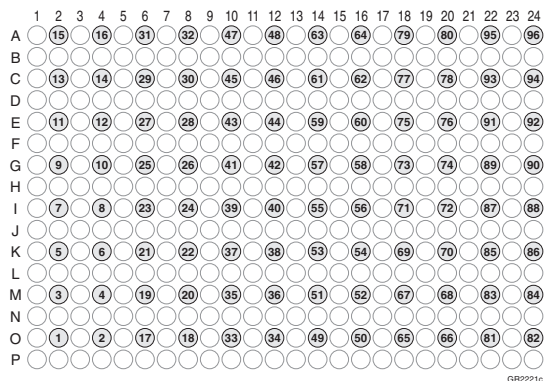 1 2 3 4 5 6 7 8 9 10 11 12 13 14 15 16 17 18 19 20 21 22 23 24
A 15 16 31 32 47 48 63 64 79 80 95 96
B
C 13 14 29 30 45 46 61 62 77 78 93 94
D
E 11 12 27 28 43 44 59 60 75 76 91 92
F
G 9 10 25 26 41 42 57 58 73 74 89 90
H
I 7 8 23 24 39 40 55 56 71 72 87 88
J
K 5 6 21 22 37 38 53 54 69 70 85 86
L
M 3 4 19 20 35 36 51 52 67 68 83 84
N
O 1 2 17 18 33 34 49 50 65 66 81 82
P
GR2221c